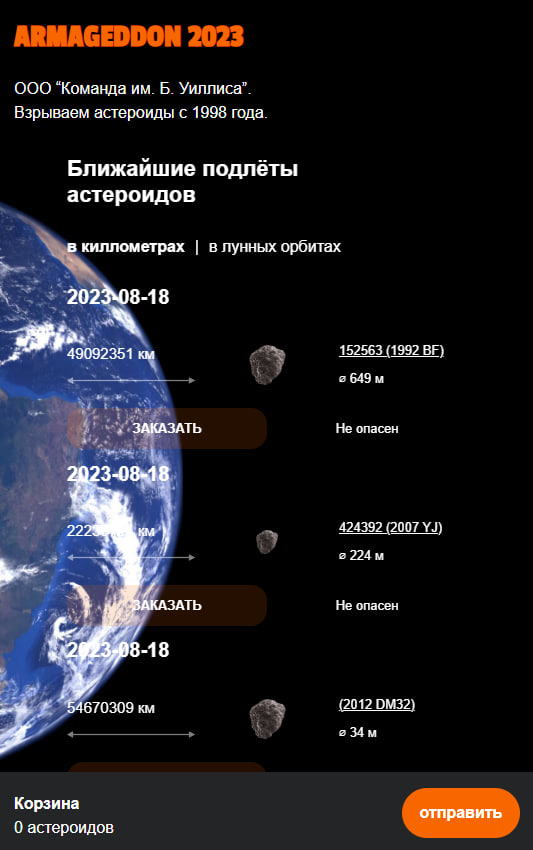 ARMAGEDDON 2023
ООО “Команда им. Б. Уиллиса”.
Взрываем астероиды с 1998 года.
Ближайшие подлёты
астероидов
в киллометрах | в лунных орбитах
2023-08-18
49092351 км
152563 (1992 BF)
⌀ 649 м
ЗАКАЗАТЬ
Не опасен
2023-08-18
км
424392 (2007 YJ)
⌀ 224 м
ЗАКАЗАТЬ
Не опасен
2023-08-18
54670309 км
(2012 DM32)
⌀ 34 м
Корзина
0 астероидов
отправить